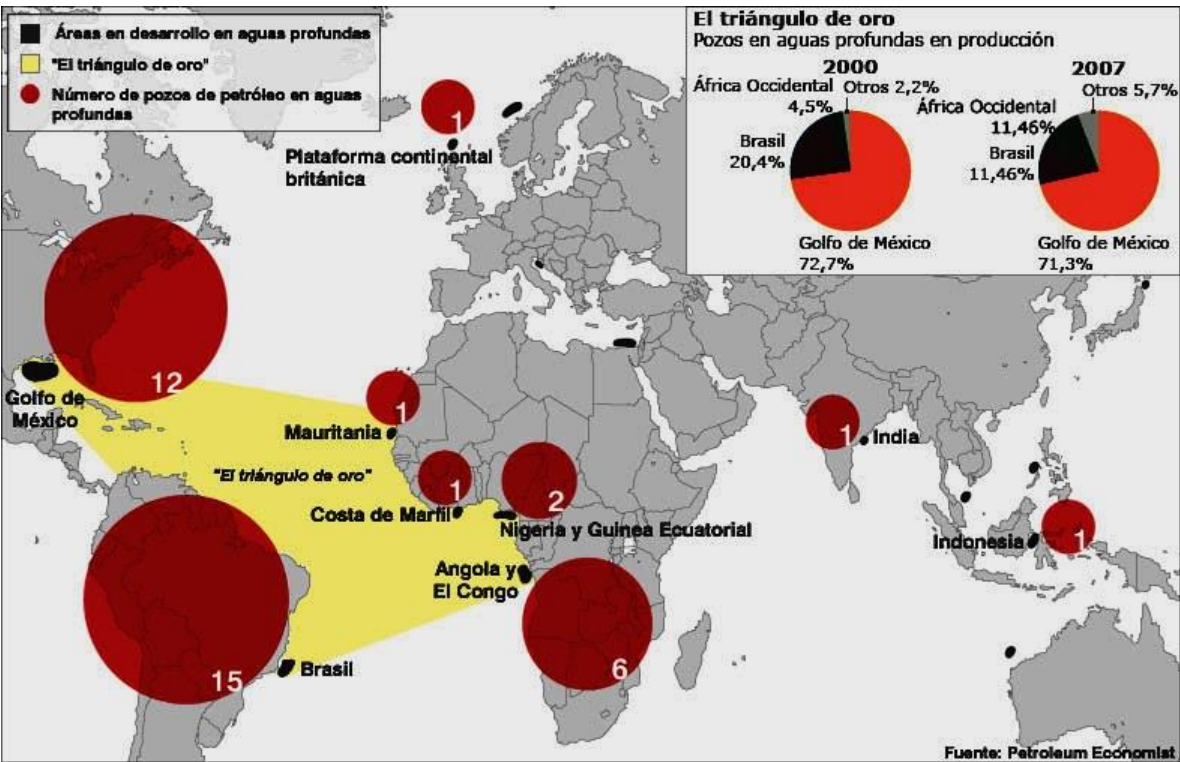 Áreas en desarrollo en aguas profundas
"El triángulo de oro"
Número de pozos de petróleo en aguas
profundas
El triángulo de oro
Pozos en aguas profundas en producción
2000
África Occidental
4,5%
Otros 2,2%
Brasil
20,4%
Golfo de México
72,7%
2007
Otros 5,7%
África Occidental
11,46%
Brasil
11,46%
Golfo de México
71,3%
1
Plataforma continental
británica
12
Golfo de
México
1
Mauritania
"El triángulo de oro"
1
Costa de Marfil
2
Nigeria y Guinea Ecuatorial
Angola y
El Congo
6
15
Brasil
1
India
Indonesia
1
Fuente: Petroleum Economist